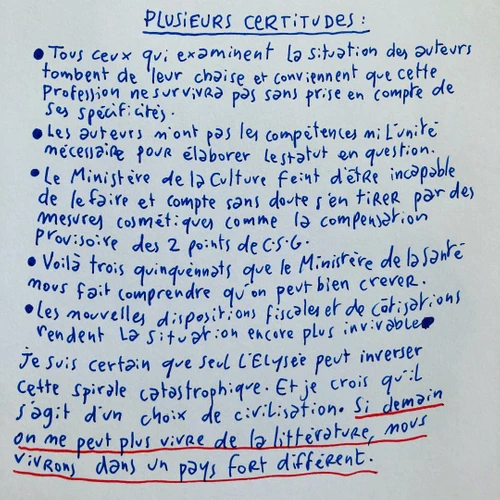 PLUSIEURS CERTITUDES :
• Tous ceux qui examinent la situation des auteurs
tombent de leur chaise et conviennent que cette
profession ne survivra pas sans prise en compte de
ses spécificités.
• Les auteurs n'ont pas les compétences ni l'unité
nécessaire pour élaborer le statut en question.
• Le Ministère de la Culture feint d'être incapable
de le faire et compte sans doute s'en tirer par des
mesures cosmétiques comme la compensation
provisoire des 2 points de C.S.G.
• Voilà trois quinquennats que le Ministère de la Santé
nous fait comprendre qu'on peut bien crever.
• Les nouvelles dispositions fiscales et de côtisations
rendent la situation encore plus invivable.
Je suis certain que seul l'Elysée peut inverser
cette spirale catastrophique. Et je crois qu'il
s'agit d'un choix de civilisation. Si demain
on ne peut plus vivre de la littérature, nous
vivrons dans un pays fort différent.